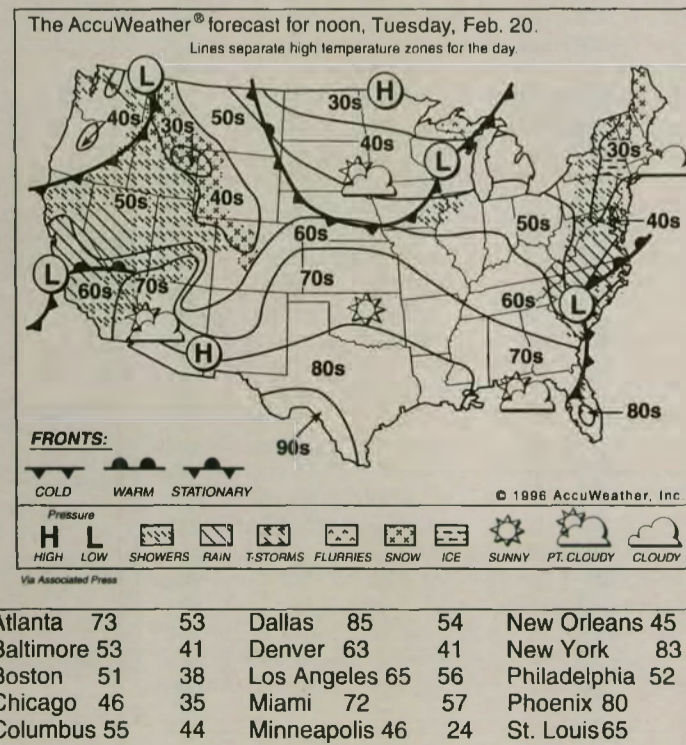 The AccuWeather® forecast for noon, Tuesday, Feb. 20.
Lines separate high temperature zones for the day.
L
H
30s
40s
30s
50s
40s
L
30s
50s
40s
60s
50s
40s
L
60s
70s
70s
60s
L
H
80s
70s
80s
90s
FRONTS:
COLD WARM STATIONARY
© 1996 AccuWeather, Inc.
Pressure
H L
HIGH LOW SHOWERS RAIN T-STORMS FLURRIES SNOW ICE SUNNY PT. CLOUDY CLOUDY
Via Associated Press
Atlanta 73 53 Dallas 85 54 New Orleans 45
Baltimore 53 41 Denver 63 41 New York 83
Boston 51 38 Los Angeles 65 56 Philadelphia 52
Chicago 46 35 Miami 72 57 Phoenix 80
Columbus 55 44 Minneapolis 46 24 St. Louis 65